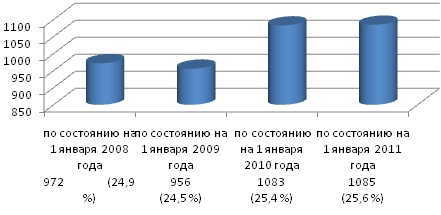 1100
1050
1000
950
900
850
по состоянию на по состоянию на по состоянию по состоянию на
1 января 2008 1 января 2009 на 1 января 1 января 2011
года года 2010 года года
972 (24,9 956 1083 1085
%) (24,5%) (25,4%) (25,6%)